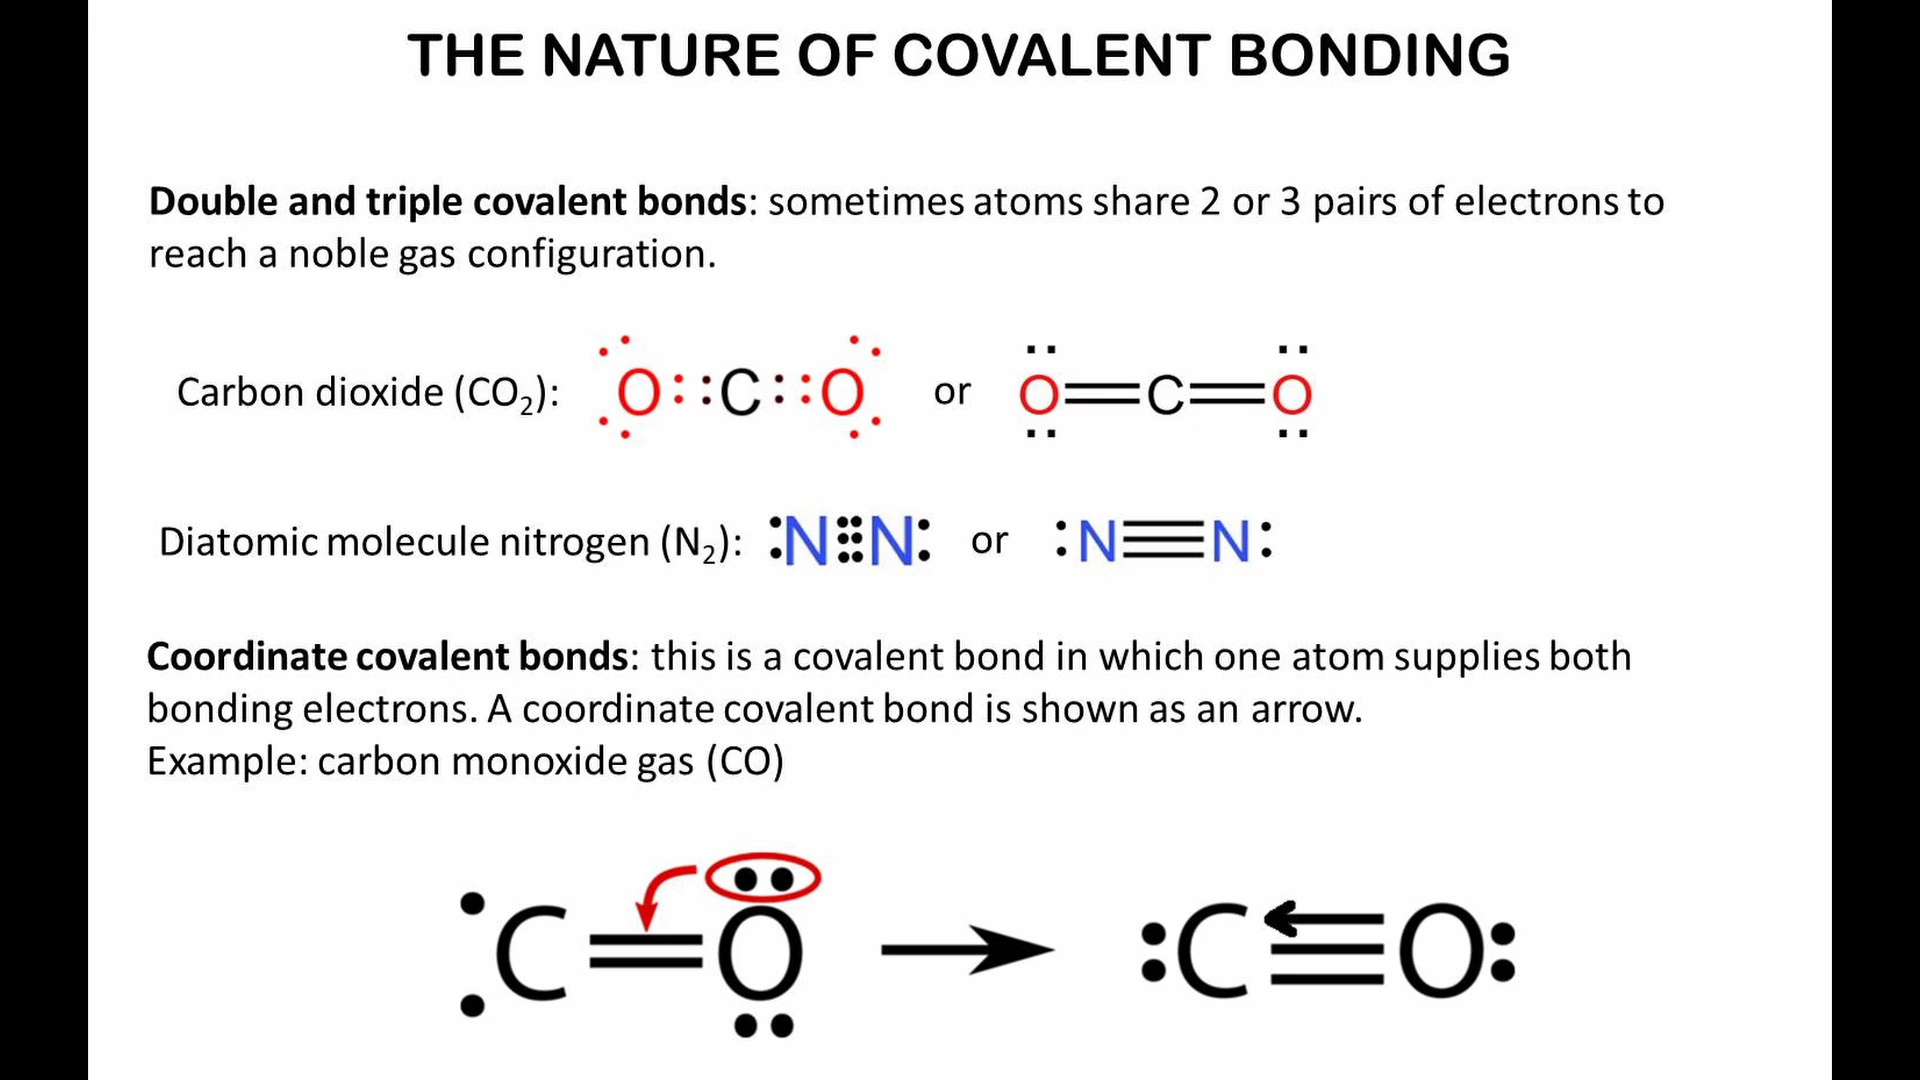 THE NATURE OF COVALENT BONDING
Double and triple covalent bonds: sometimes atoms share 2 or 3 pairs of electrons to
reach a noble gas configuration.
Carbon dioxide (CO₂): O::C::O or O=C=O
Diatomic molecule nitrogen (N₂): :N⫶⫶N: or :N≡N:
Coordinate covalent bonds: this is a covalent bond in which one atom supplies both
bonding electrons. A coordinate covalent bond is shown as an arrow.
Example: carbon monoxide gas (CO)
C=O → :C≡O: